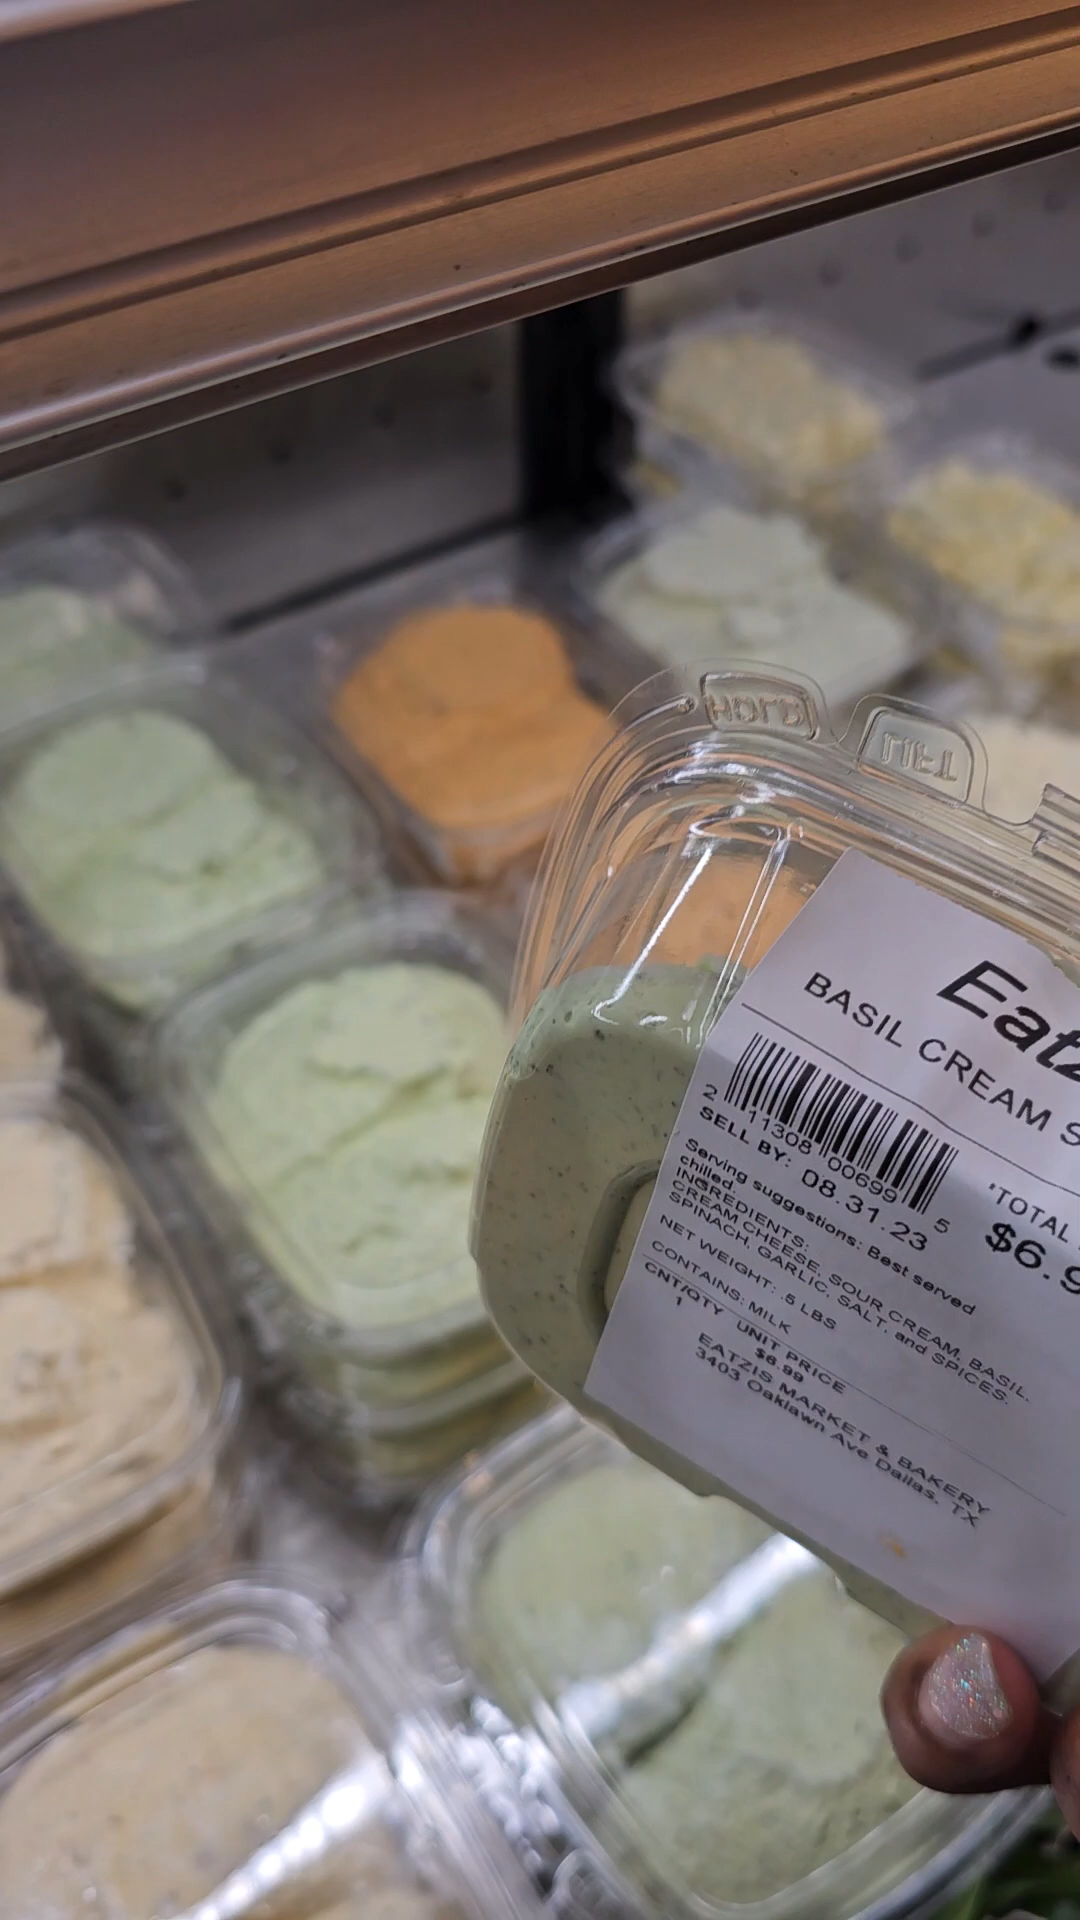 HOLD
LIFT
Eatz
BASIL CREAM S
2 11308 00699 5
SELL BY: 08.31.23
'TOTAL
$6.9
Serving suggestions: Best served
chilled.
INGREDIENTS:
CREAM CHEESE, SOUR CREAM, BASIL,
SPINACH, GARLIC, SALT, and SPICES.
NET WEIGHT: .5 LBS
CONTAINS: MILK
CNT/QTY UNIT PRICE
1 $6.99
EATZIS MARKET & BAKERY
3403 Oaklawn Ave Dallas, TX